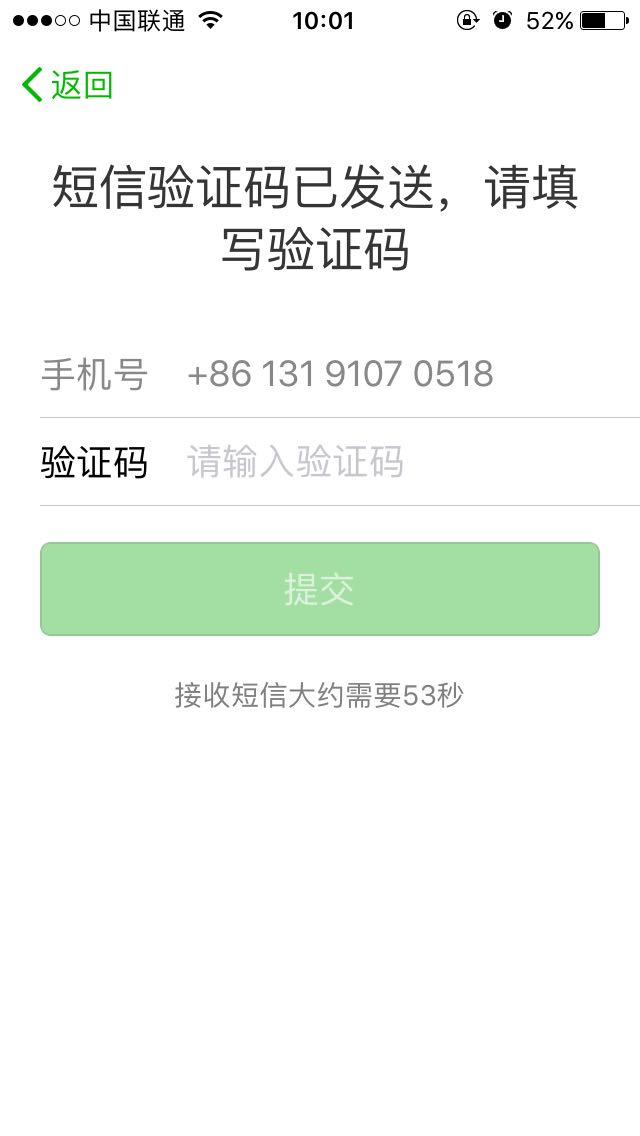 中国联通 10:01 52%
返回
短信验证码已发送，请填
写验证码
手机号 +86 131 9107 0518
验证码 请输入验证码
提交
接收短信大约需要53秒